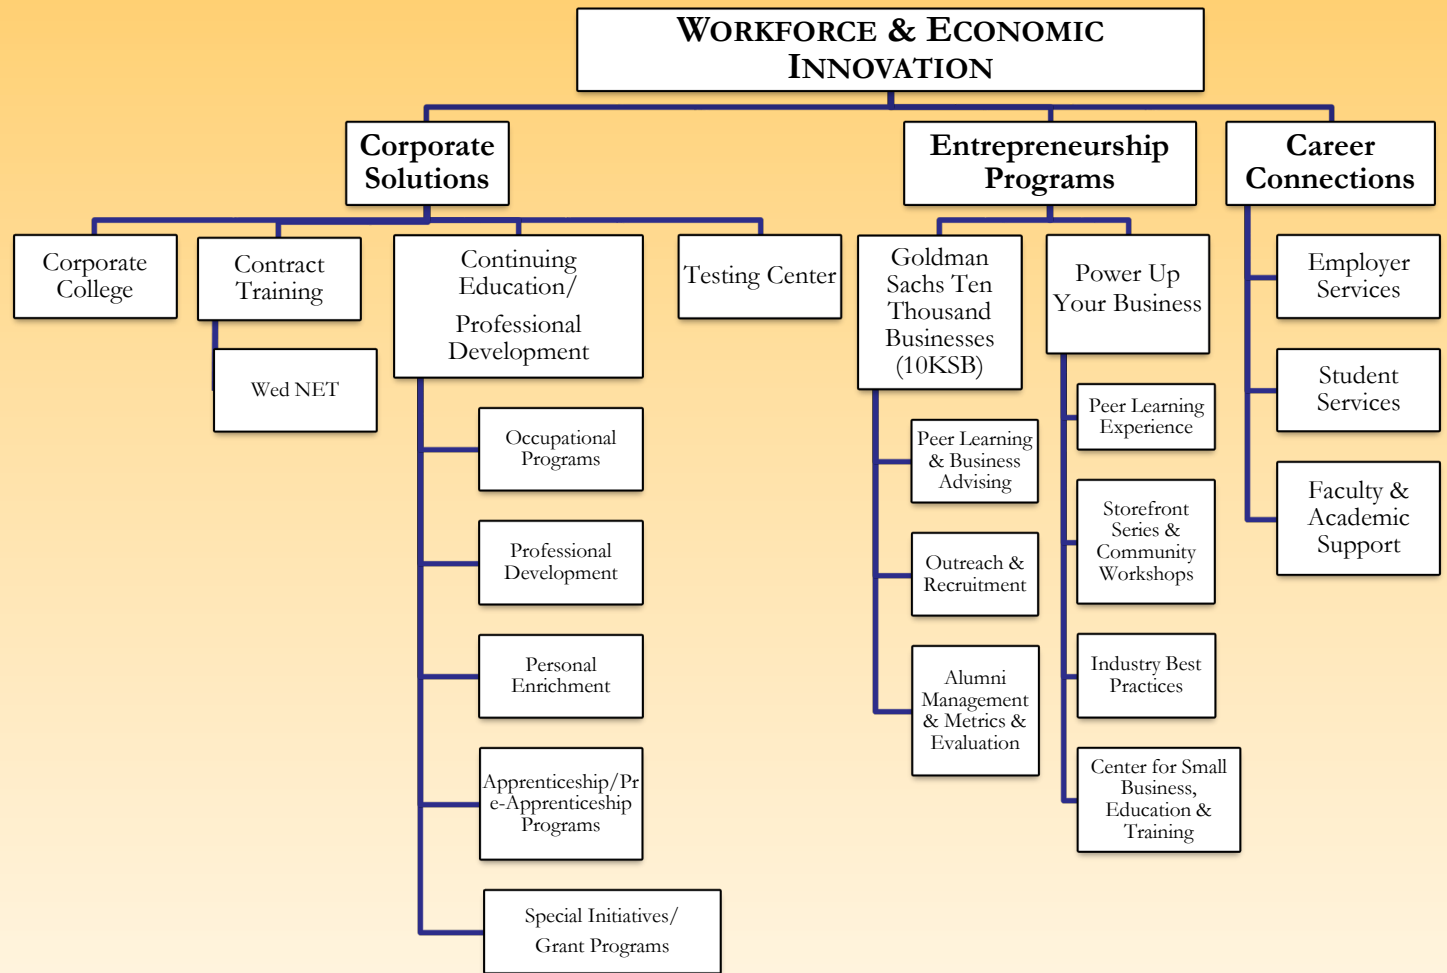 WORKFORCE & ECONOMIC
INNOVATION
Corporate
Solutions
Entrepreneurship
Programs
Career
Connections
Corporate
College
Contract
Training
Wed NET
Continuing
Education/
Professional
Development
Testing Center
Occupational
Programs
Professional
Development
Personal
Enrichment
Apprenticeship/Pr
e-Apprenticeship
Programs
Special Initiatives/
Grant Programs
Goldman
Sachs Ten
Thousand
Businesses
(10KSB)
Peer Learning
& Business
Advising
Outreach &
Recruitment
Alumni
Management
& Metrics &
Evaluation
Power Up
Your Business
Peer Learning
Experience
Storefront
Series &
Community
Workshops
Industry Best
Practices
Center for Small
Business,
Education &
Training
Employer
Services
Student
Services
Faculty &
Academic
Support